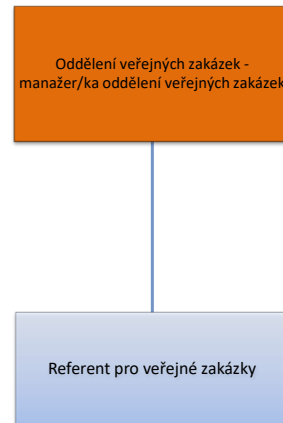 Oddělení veřejných zakázek -
manažer/ka oddělení veřejných zakázek
Referent pro veřejné zakázky